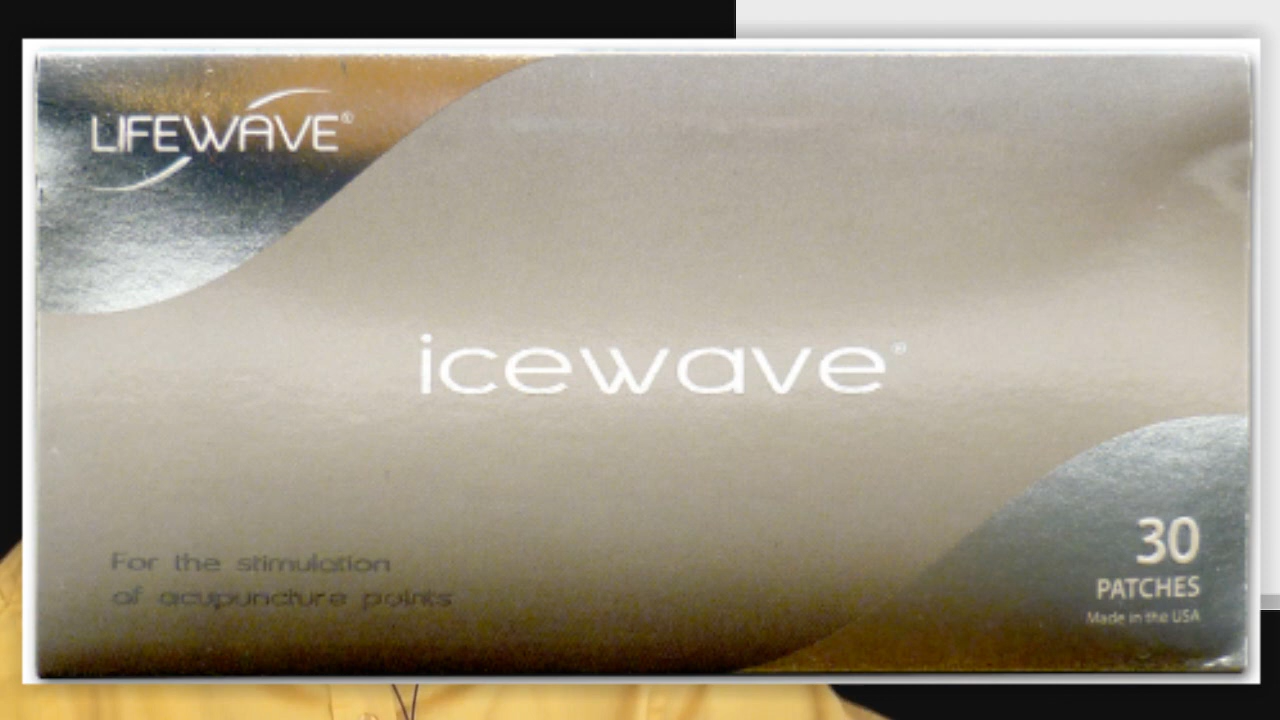 LIFEWAVE®
icewave®
For the stimulation
of acupuncture points
30
PATCHES
Made in the USA